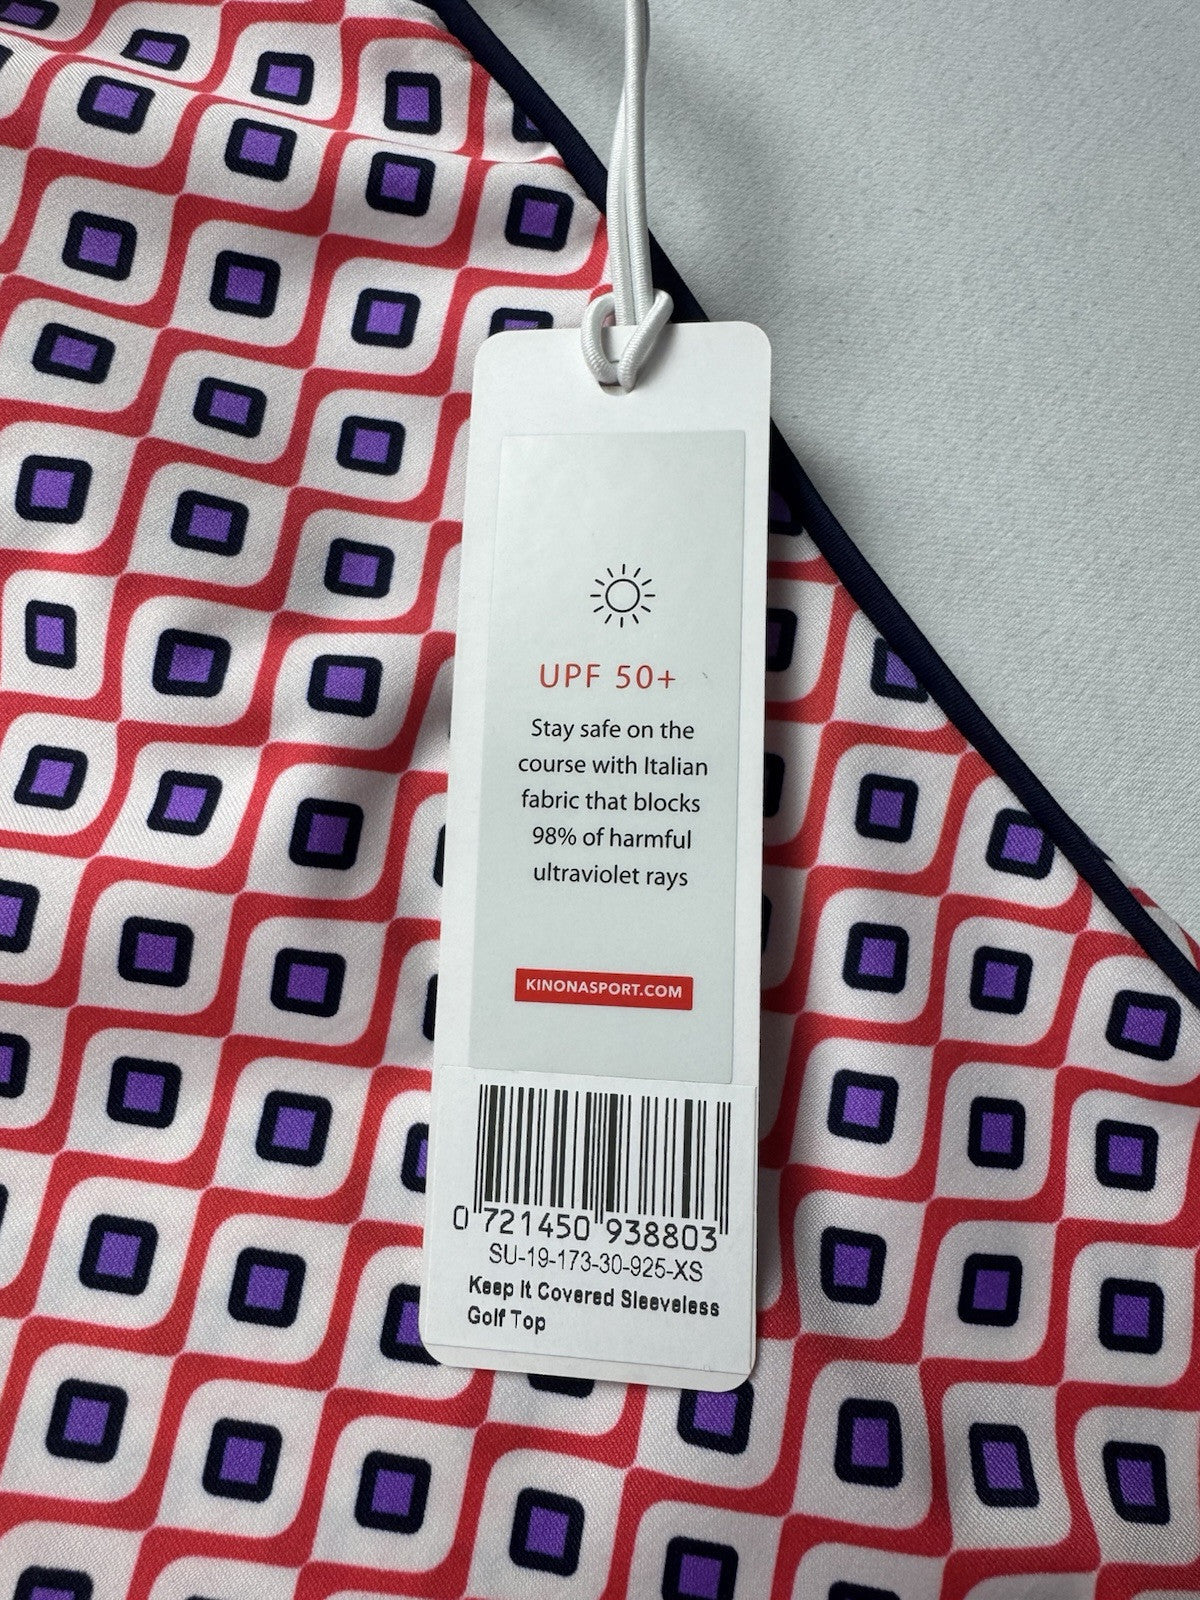 UPF 50+
Stay safe on the
course with Italian
fabric that blocks
98% of harmful
ultraviolet rays
KINONASPORT.COM
0 721450 938803
SU-19-173-30-925-XS
Keep It Covered Sleeveless
Golf Top